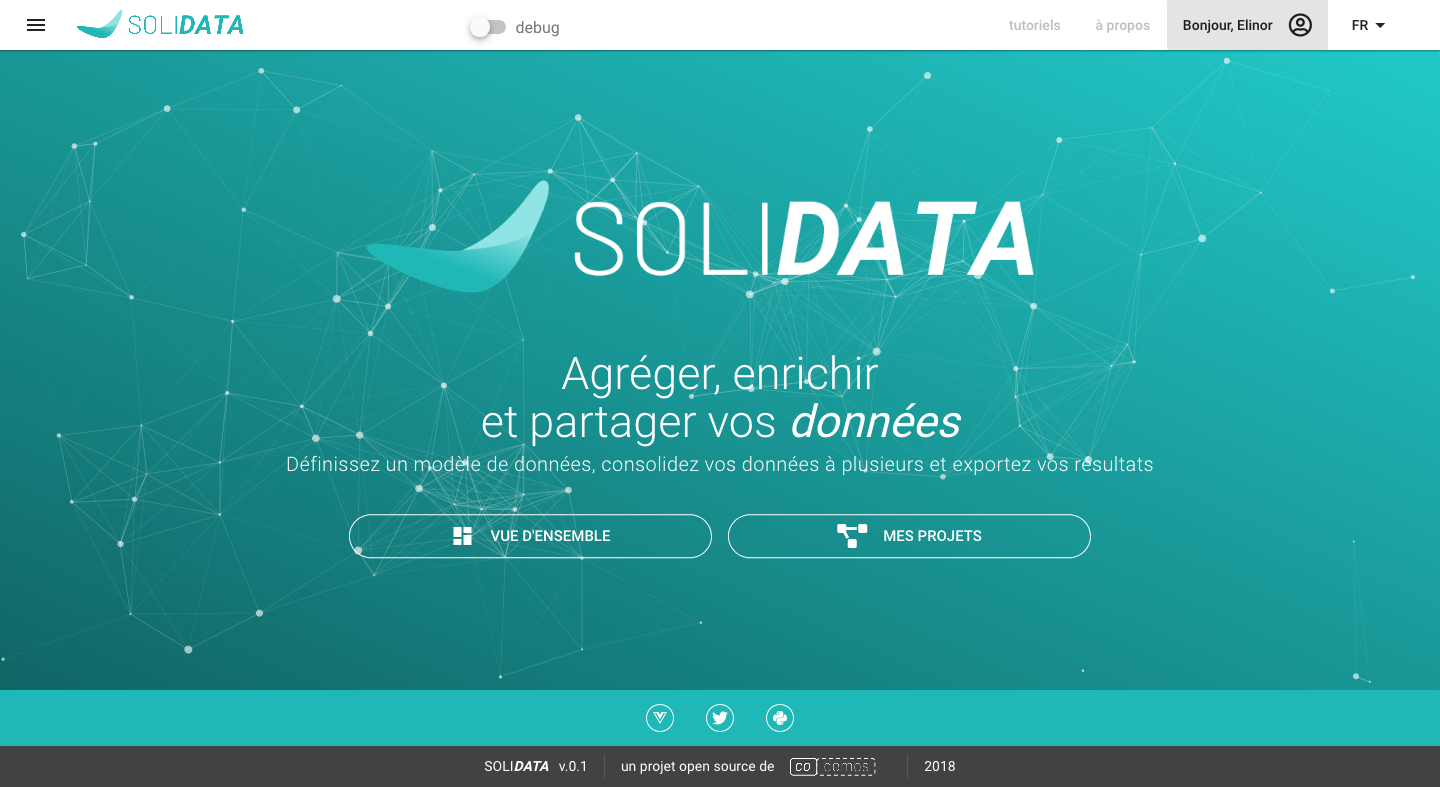 SOLIDATA
debug
tutoriels
à propos
Bonjour, Elinor
FR
SOLIDATA
Agréger, enrichir
et partager vos données
Définissez un modèle de données, consolidez vos données à plusieurs et exportez vos résultats
VUE D'ENSEMBLE
MES PROJETS
SOLIDATA v.0.1
un projet open source de
co demos
2018